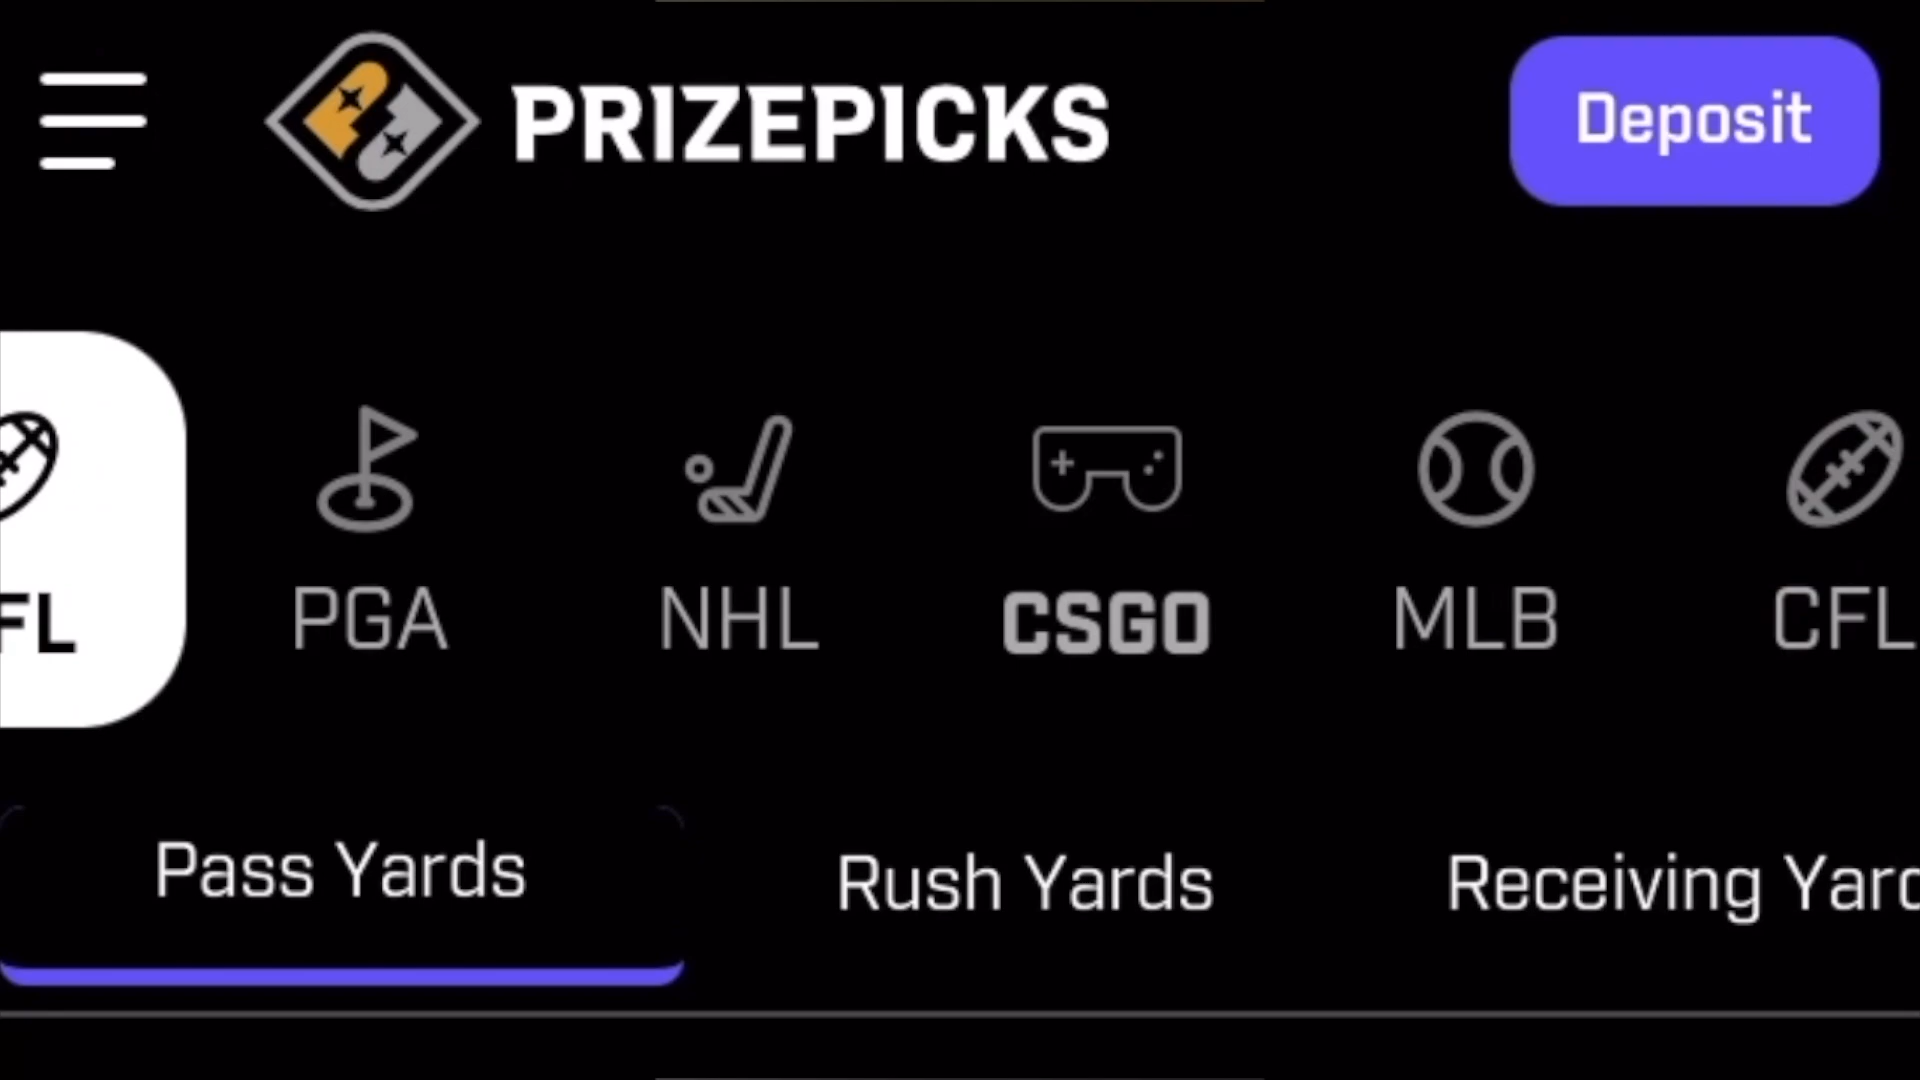 PRIZEPICKS
Deposit
FL
PGA
NHL
CSGO
MLB
CFL
Pass Yards
Rush Yards
Receiving Yard